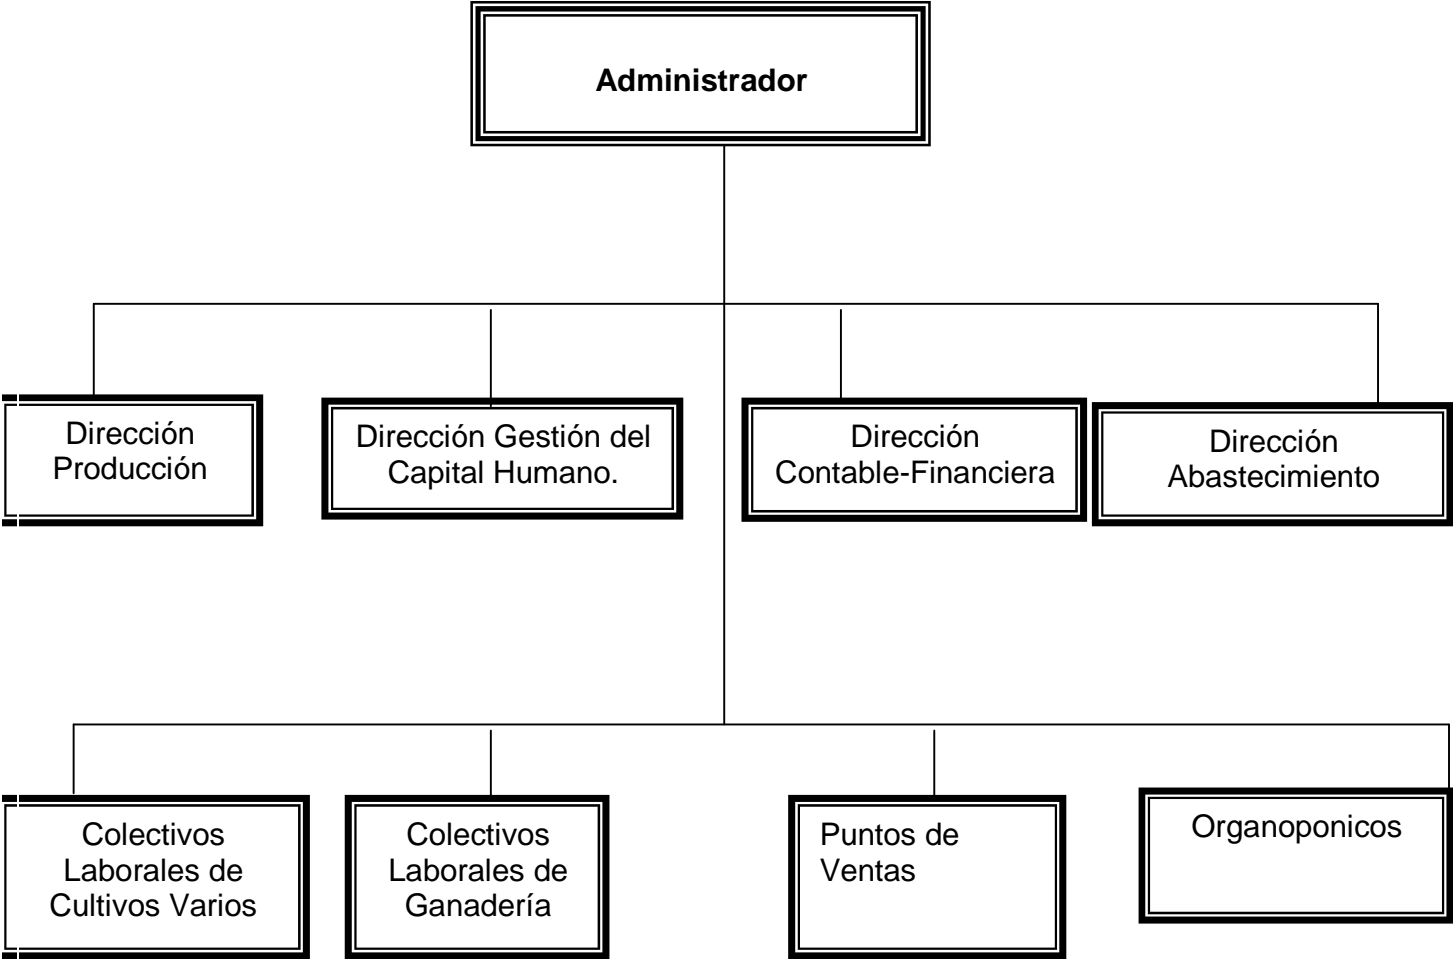 Administrador
Dirección
Producción
Dirección Gestión del
Capital Humano.
Dirección
Contable-Financiera
Dirección
Abastecimiento
Colectivos
Laborales de
Cultivos Varios
Colectivos
Laborales de
Ganadería
Puntos de
Ventas
Organoponicos